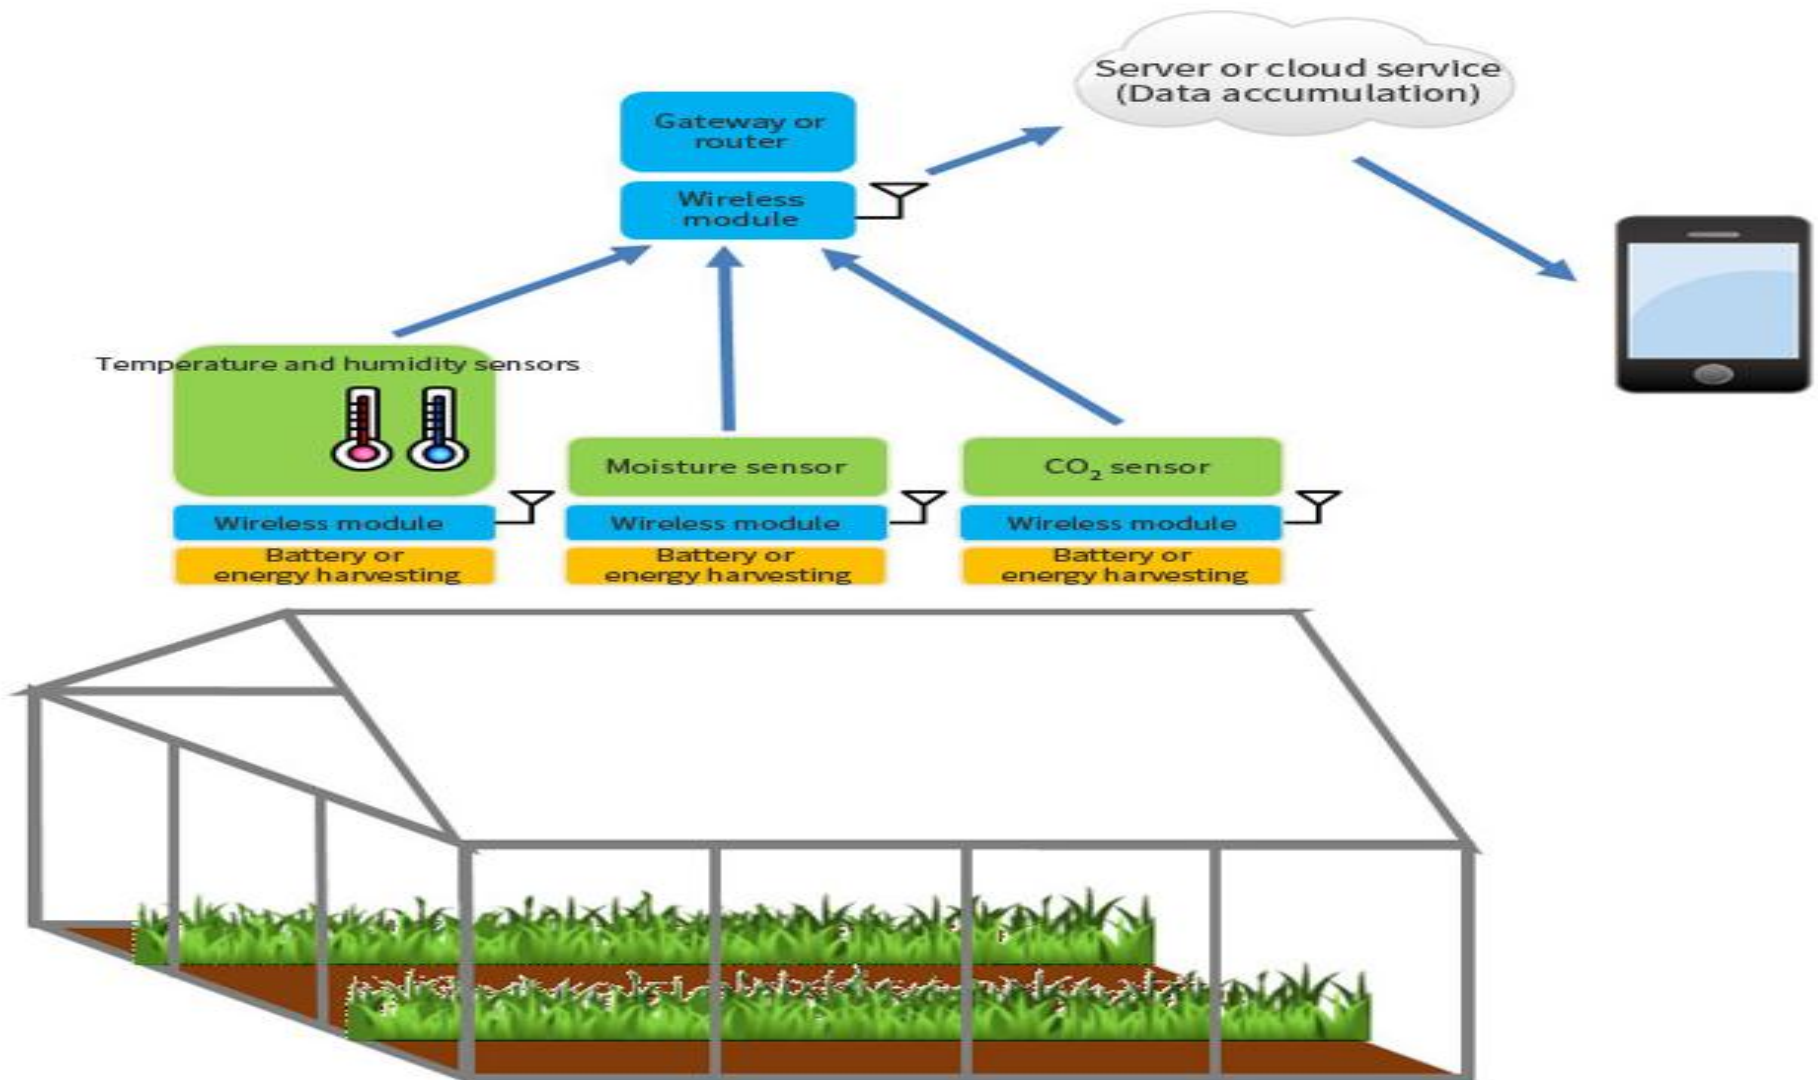 Server or cloud service
(Data accumulation)
Gateway or
router
Wireless
module
Temperature and humidity sensors
Moisture sensor
CO₂ sensor
Wireless module
Wireless module
Wireless module
Battery or
energy harvesting
Battery or
energy harvesting
Battery or
energy harvesting